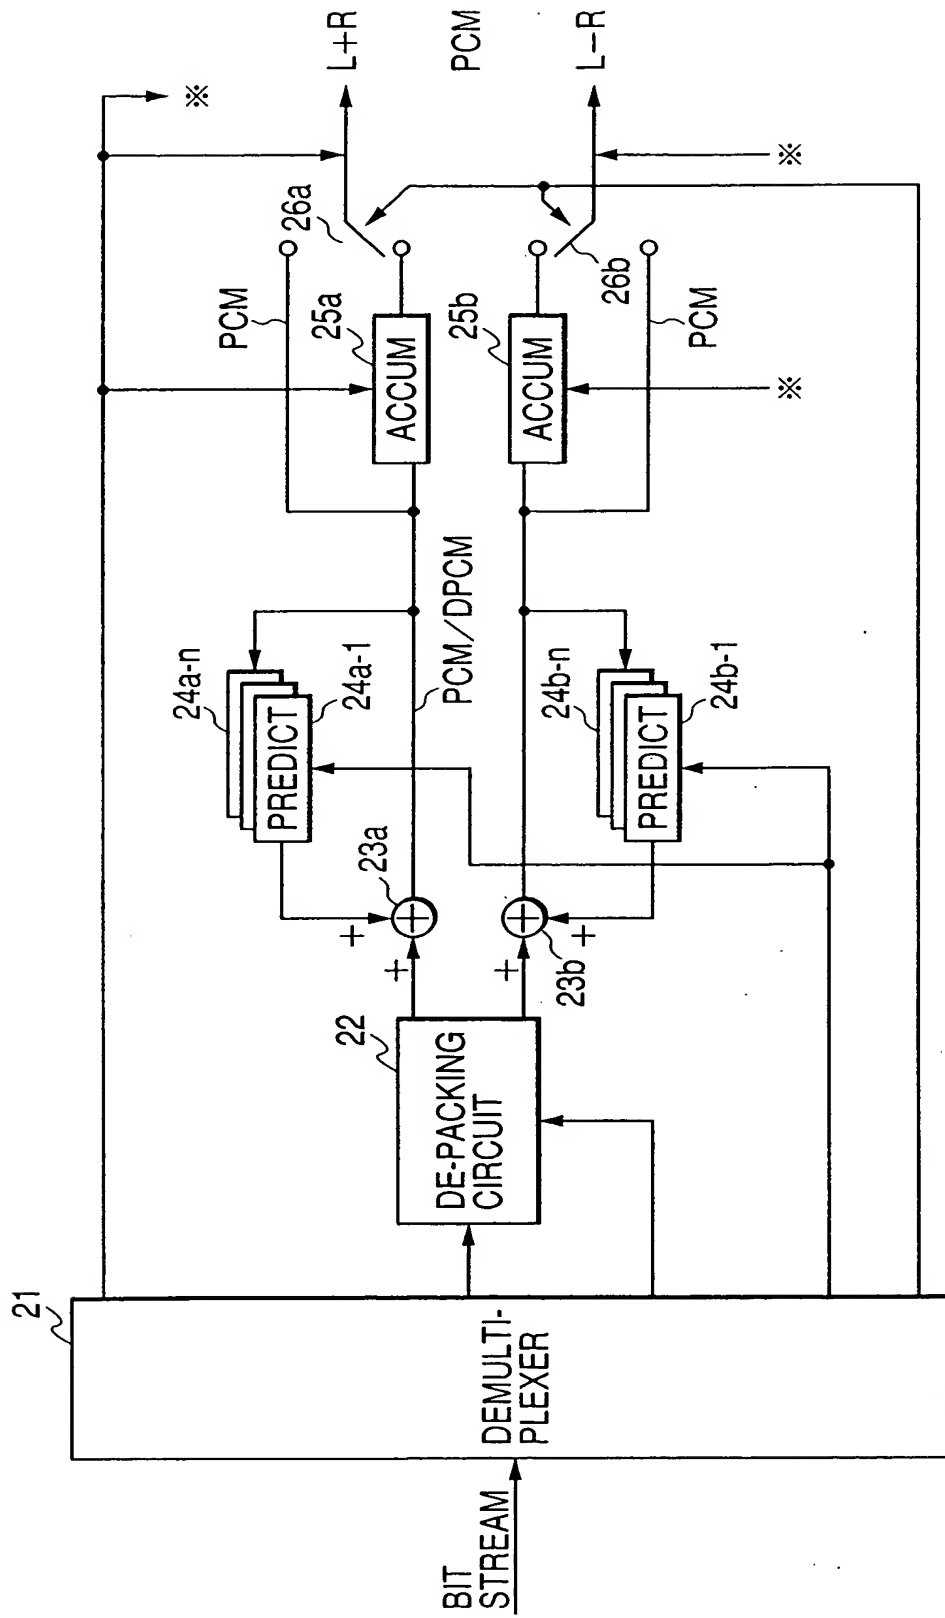 BIT
STREAM
21
DEMULTI-
PLEXER
22
DE-PACKING
CIRCUIT
+
+
23a
+
+
23b
24a-n
PREDICT
24a-1
PCM/DPCM
24b-n
PREDICT
24b-1
PCM
25a
ACCUM
25b
ACCUM
PCM
26a
26b
※
※
※
L+R
PCM
L−R